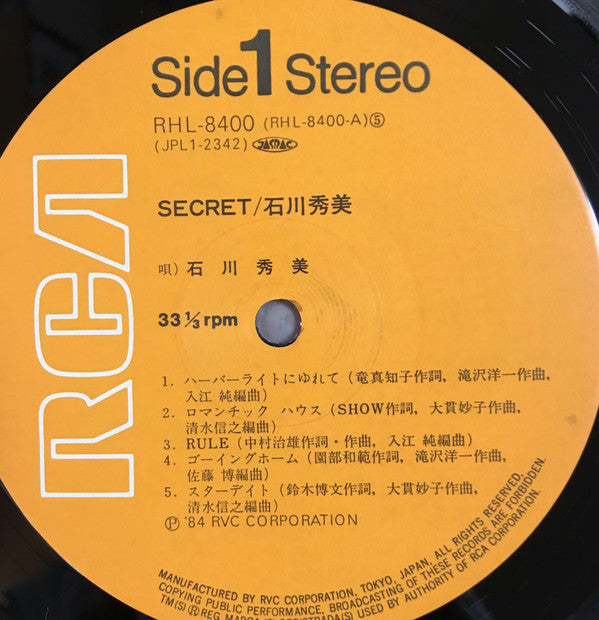 Side 1 Stereo
RHL-8400 (RHL-8400-A)⑤
(JPL1-2342) JASRAC
RCA
SECRET/石川秀美
唄) 石川秀美
33 1/3 rpm
1. ハーバーライトにゆれて (竜真知子作詞, 滝沢洋一作曲,
入江 純編曲)
2. ロマンチック ハウス (SHOW作詞, 大貫妙子作曲,
清水信之編曲)
3. RULE (中村治雄作詞・作曲, 入江 純編曲)
4. ゴーイングホーム (園部和範作詞, 滝沢洋一作曲,
佐藤 博編曲)
5. スターデイト (鈴木博文作詞, 大貫妙子作曲,
清水信之編曲)
Ⓟ '84 RVC CORPORATION
MANUFACTURED BY RVC CORPORATION, TOKYO, JAPAN, ALL RIGHTS RESERVED.
COPYING PUBLIC PERFORMANCE, BROADCASTING OF THESE RECORDS ARE FORBIDDEN.
TM(S) ® REG. MARCA(S) REGISTRADA(S) USED BY AUTHORITY OF RCA CORPORATION.